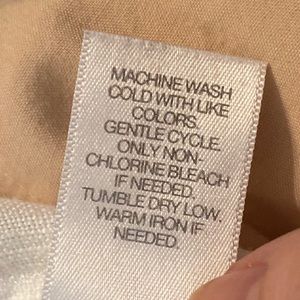 MACHINE WASH
COLD WITH LIKE
COLORS
GENTLE CYCLE.
ONLY NON-
CHLORINE BLEACH
IF NEEDED.
TUMBLE DRY LOW.
WARM IRON IF
NEEDED